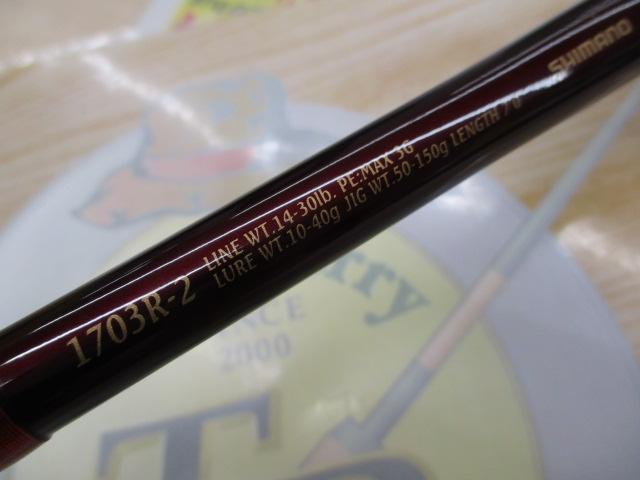 1703R-2
LINE WT.14-30lb. PE:MAX 3G
LURE WT.10-40g JIG WT.50-150g LENGTH 7'0"
SHIMANO
rry
SINCE
2000